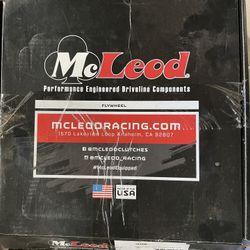 McLeod
Performance Engineered Driveline Components
FLYWHEEL
MCLEODRACING.COM
1570 Lakeview Loop Anaheim, CA 92807
@MCLEODCLUTCHES
@MCLEOD_RACING
#McLeodEquipped
MADE IN THE
USA